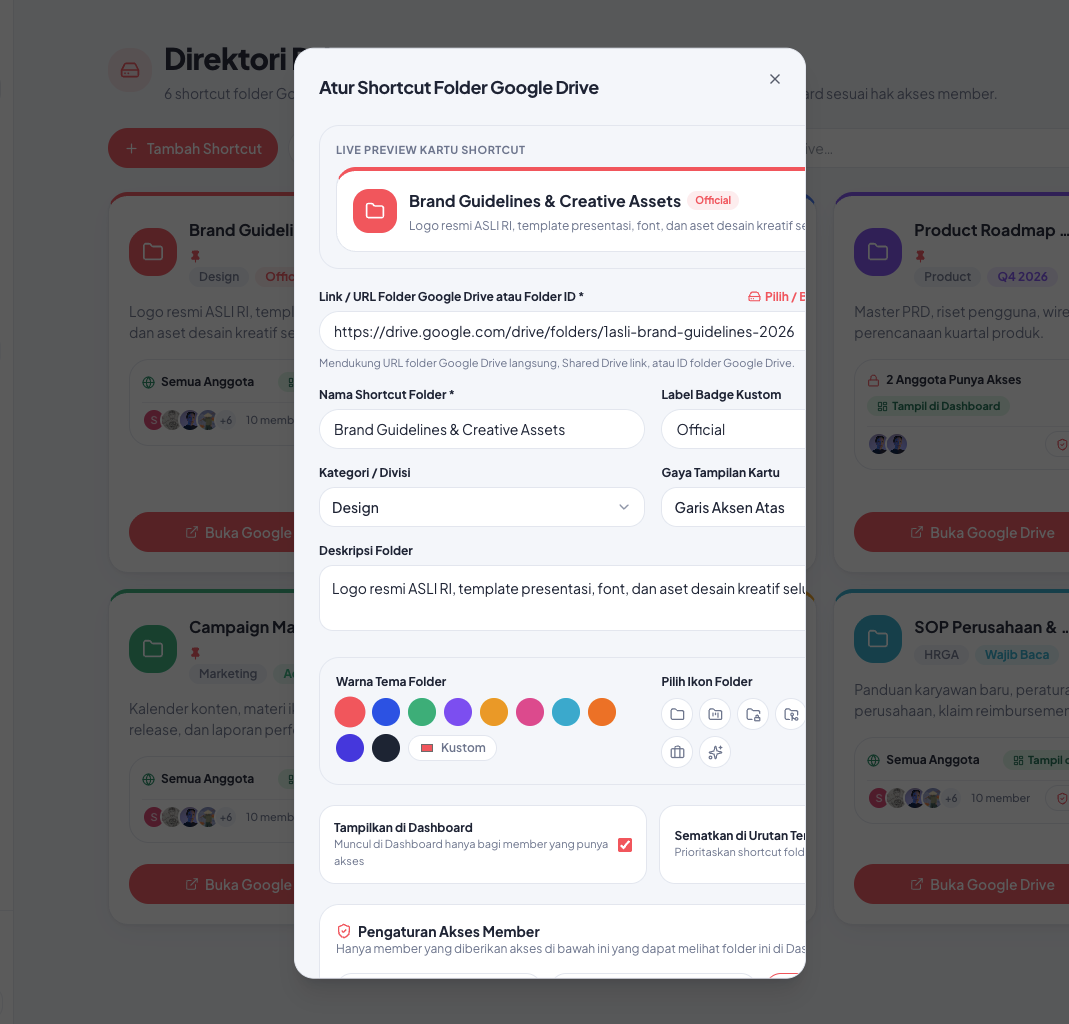 Direktori
6 shortcut folder Go
ard sesuai hak akses member.
+ Tambah Shortcut
ive...
Atur Shortcut Folder Google Drive
LIVE PREVIEW KARTU SHORTCUT
Brand Guidelines & Creative Assets
Official
Logo resmi ASLI RI, template presentasi, font, dan aset desain kreatif se
Link / URL Folder Google Drive atau Folder ID *
Pilih / B
https://drive.google.com/drive/folders/1asli-brand-guidelines-2026
Mendukung URL folder Google Drive langsung, Shared Drive link, atau ID folder Google Drive.
Nama Shortcut Folder *
Label Badge Kustom
Brand Guidelines & Creative Assets
Official
Kategori / Divisi
Gaya Tampilan Kartu
Design
Garis Aksen Atas
Deskripsi Folder
Logo resmi ASLI RI, template presentasi, font, dan aset desain kreatif selu
Warna Tema Folder
Pilih Ikon Folder
Kustom
Tampilkan di Dashboard
Muncul di Dashboard hanya bagi member yang punya
akses
Sematkan di Urutan Ter
Prioritaskan shortcut fold
Pengaturan Akses Member
Hanya member yang diberikan akses di bawah ini yang dapat melihat folder ini di Das
Brand Guideli
Design
Offic
Logo resmi ASLI RI, te
dan aset desain kreatif se
Semua Anggota
S
+6
10 memb
Buka Google
Product Roadmap ...
Product
Q4 2026
Master PRD, riset pengguna, wire
perencanaan kuartal produk.
2 Anggota Punya Akses
Tampil di Dashboard
Buka Google Drive
Campaign Ma
Marketing
Kalender konten, materi ik
release, dan laporan perf
Semua Anggota
S
+6
10 memb
Buka Google
SOP Perusahaan & ...
HRGA
Wajib Baca
Panduan karyawan baru, peratura
perusahaan, klaim reimbursemen
Semua Anggota
Tampil d
S
+6
10 member
Buka Google Drive